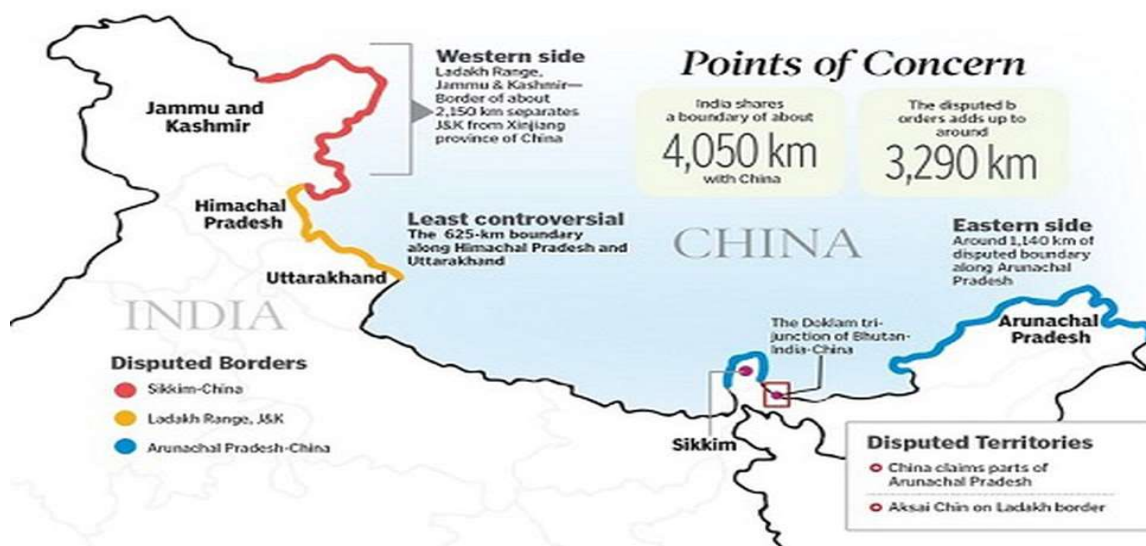 Points of Concern
India shares
a boundary of about
4,050 km
with China
The disputed b
orders adds up to
around
3,290 km
Western side
Ladakh Range,
Jammu & Kashmir—
Border of about
2,150 km separates
J&K from Xinjiang
province of China
Jammu and
Kashmir
Himachal
Pradesh
Least controversial
The 625-km boundary
along Himachal Pradesh and
Uttarakhand
Uttarakhand
CHINA
Eastern side
Around 1,140 km of
disputed boundary
along Arunachal
Pradesh
INDIA
Arunachal
Pradesh
The Doklam tri-
junction of Bhutan-
India-China
Sikkim
Disputed Borders
Sikkim-China
Ladakh Range, J&K
Arunachal Pradesh-China
Disputed Territories
China claims parts of
Arunachal Pradesh
Aksai Chin on Ladakh border